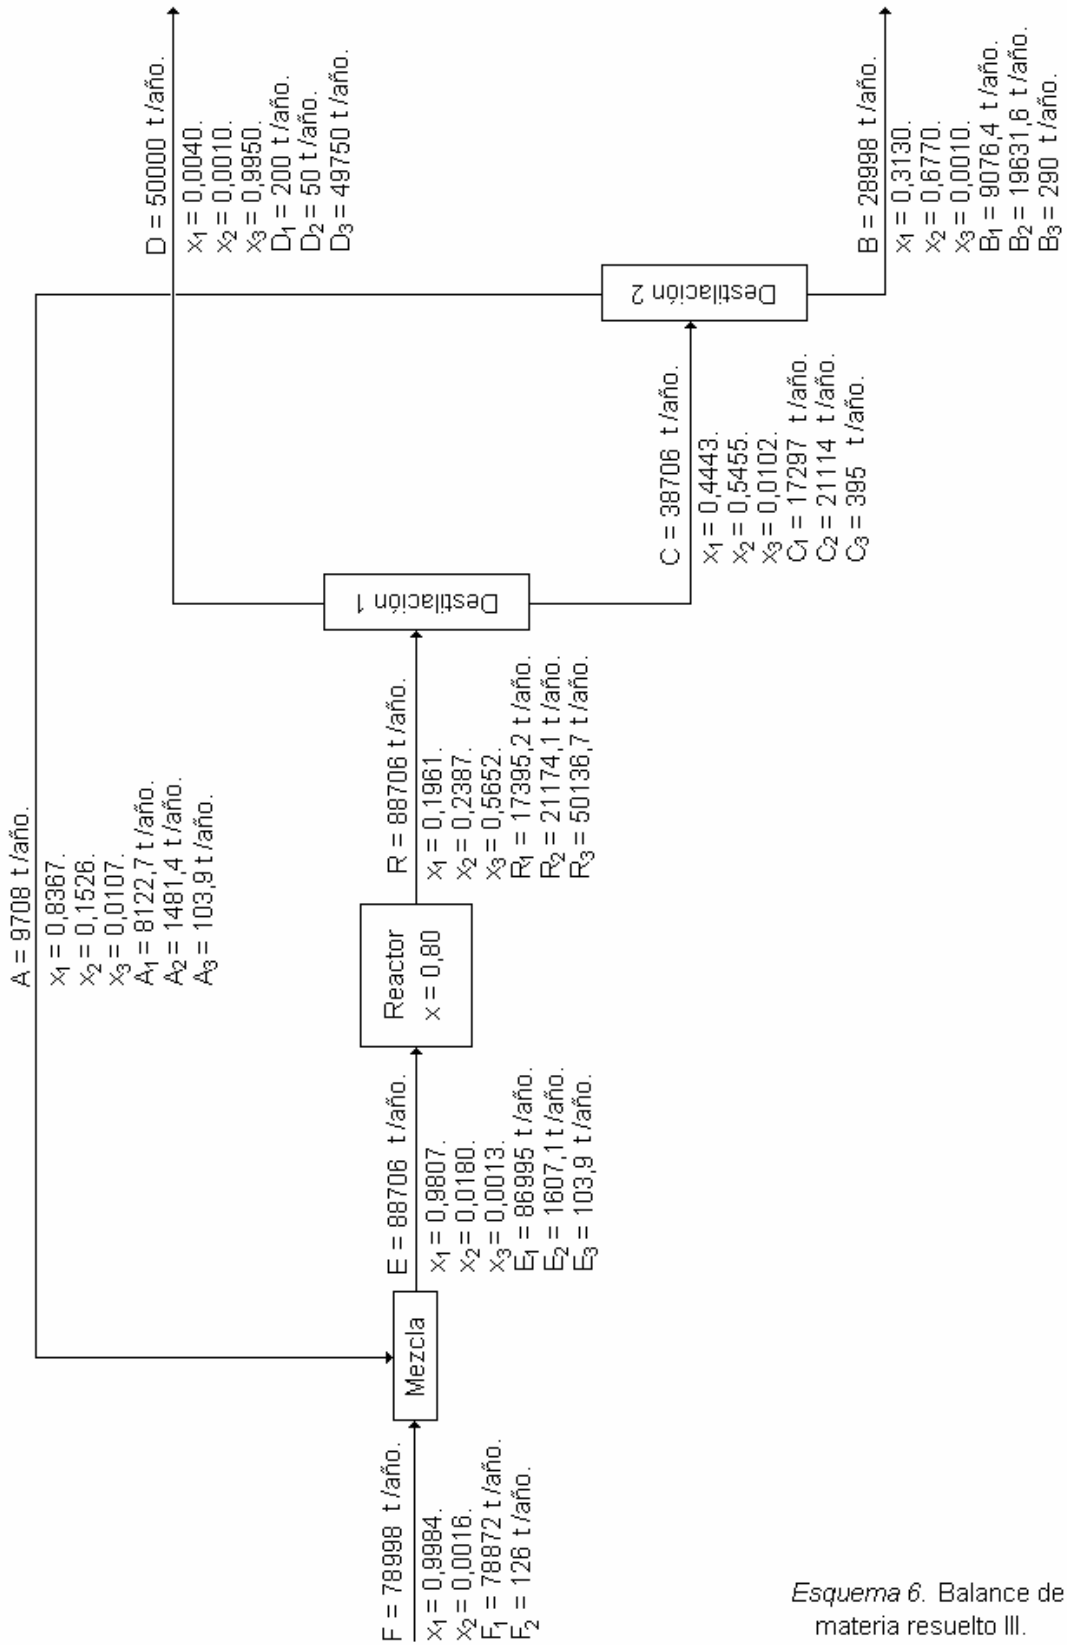 A = 9708 t/año.
x1 = 0,8367.
x2 = 0,1526.
x3 = 0,0107.
A1 = 8122,7 t/año.
A2 = 1481,4 t/año.
A3 = 103,9 t/año.
F = 78998 t/año.
x1 = 0,9984.
x2 = 0,0016.
F1 = 78872 t/año.
F2 = 126 t/año.
Mezcla
E = 88706 t/año.
x1 = 0,9807.
x2 = 0,0180.
x3 = 0,0013.
E1 = 86995 t/año.
E2 = 1607,1 t/año.
E3 = 103,9 t/año.
Reactor
x = 0,80
R = 88706 t/año.
x1 = 0,1961.
x2 = 0,2387.
x3 = 0,5652.
R1 = 17395,2 t/año.
R2 = 21174,1 t/año.
R3 = 50136,7 t/año.
Destilación 1
D = 50000 t/año.
x1 = 0,0040.
x2 = 0,0010.
x3 = 0,9950.
D1 = 200 t/año.
D2 = 50 t/año.
D3 = 49750 t/año.
C = 38706 t/año.
x1 = 0,4443.
x2 = 0,5455.
x3 = 0,0102.
C1 = 17297 t/año.
C2 = 21114 t/año.
C3 = 395 t/año.
Destilación 2
B = 28998 t/año.
x1 = 0,3130.
x2 = 0,6770.
x3 = 0,0010.
B1 = 9076,4 t/año.
B2 = 19631,6 t/año.
B3 = 290 t/año.
Esquema 6. Balance de
materia resuelto III.